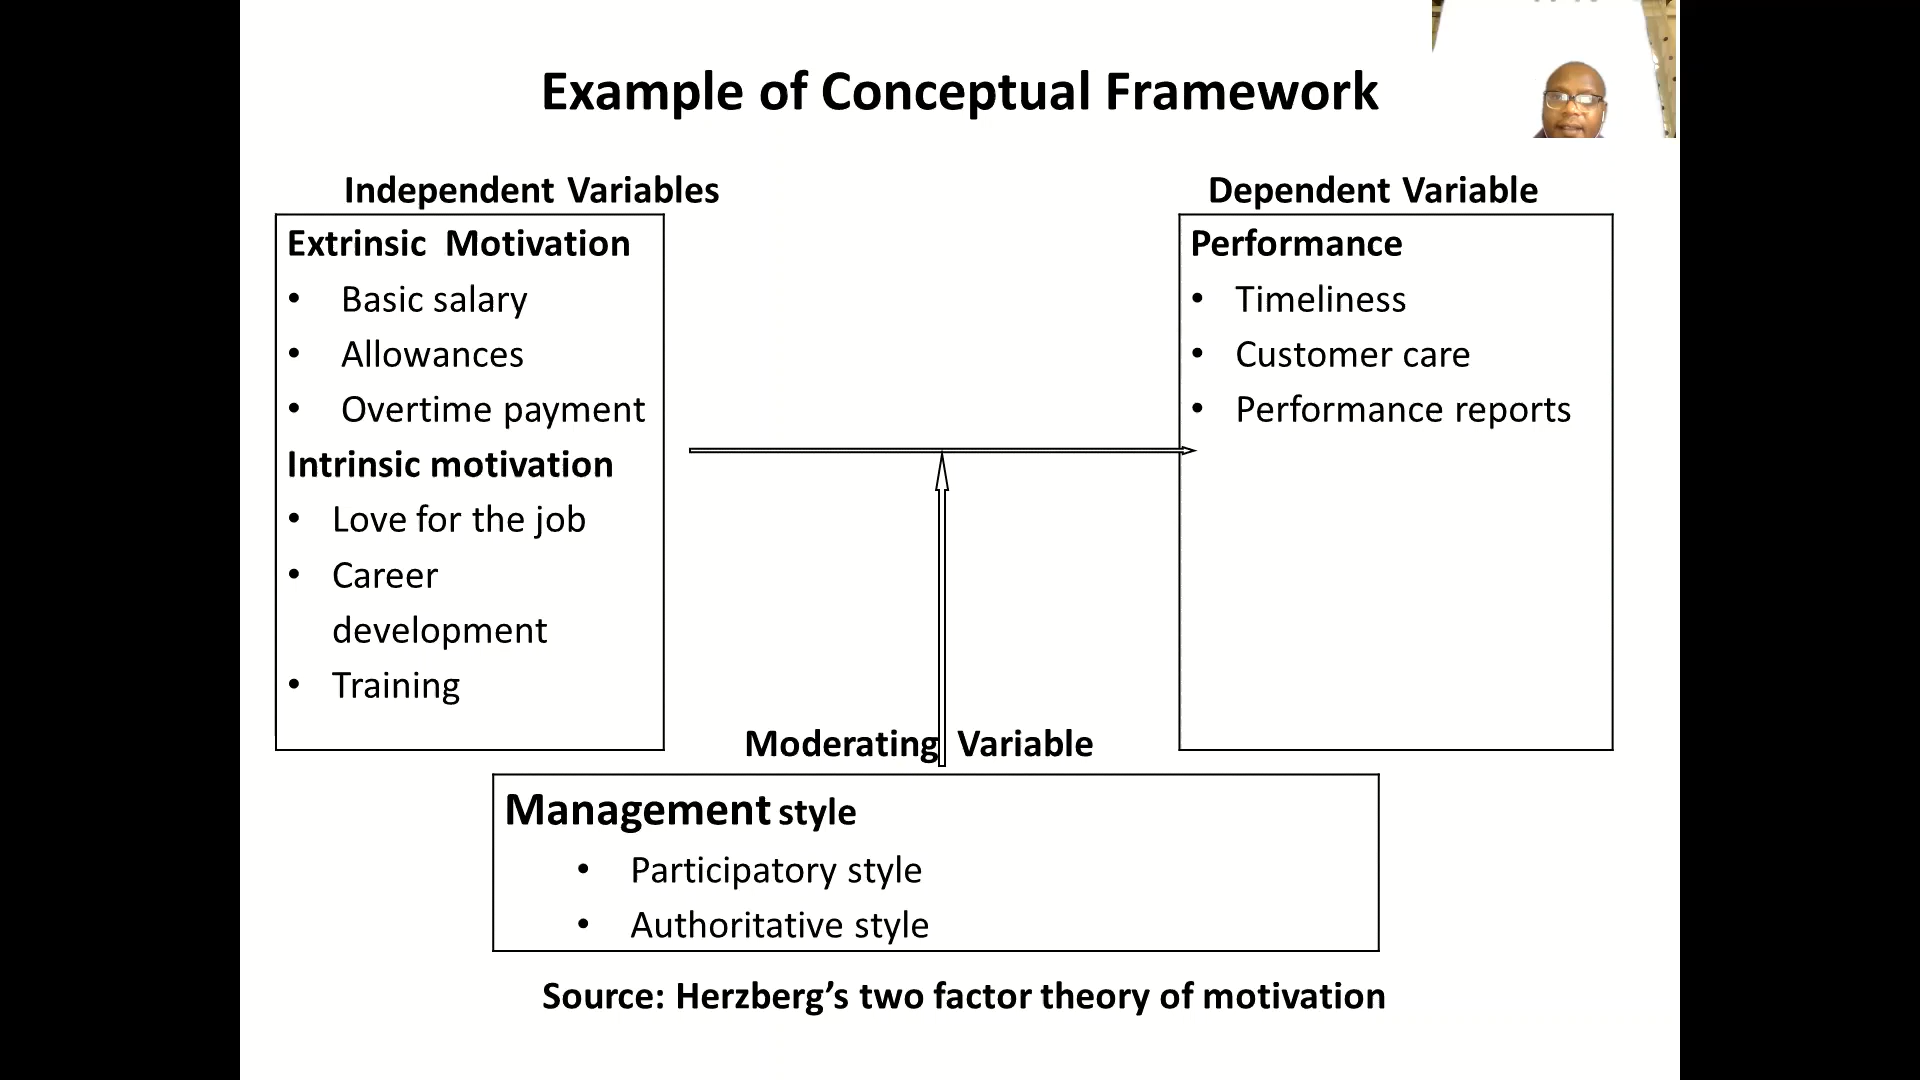 Example of Conceptual Framework
Independent Variables
Extrinsic Motivation
• Basic salary
• Allowances
• Overtime payment
Intrinsic motivation
• Love for the job
• Career
development
• Training
Dependent Variable
Performance
• Timeliness
• Customer care
• Performance reports
Moderating Variable
Management style
• Participatory style
• Authoritative style
Source: Herzberg’s two factor theory of motivation